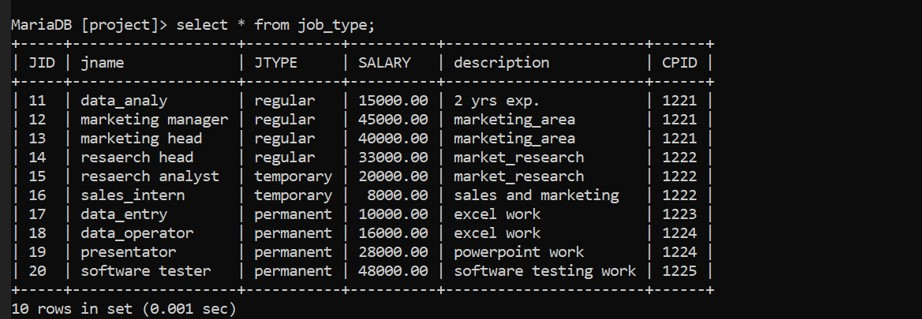 MariaDB [project]> select * from job_type;
+-----+-------------------+-----------+----------+-----------------------+------+
| JID | jname             | JTYPE     | SALARY   | description           | CPID |
+-----+-------------------+-----------+----------+-----------------------+------+
| 11  | data_analy        | regular   | 15000.00 | 2 yrs exp.            | 1221 |
| 12  | marketing manager | regular   | 45000.00 | marketing_area        | 1221 |
| 13  | marketing head    | regular   | 40000.00 | marketing_area        | 1221 |
| 14  | resaerch head     | regular   | 33000.00 | market_research       | 1222 |
| 15  | resaerch analyst  | temporary | 20000.00 | market_research       | 1222 |
| 16  | sales_intern      | temporary |  8000.00 | sales and marketing   | 1222 |
| 17  | data_entry        | permanent | 10000.00 | excel work            | 1223 |
| 18  | data_operator     | permanent | 16000.00 | excel work            | 1224 |
| 19  | presentator       | permanent | 28000.00 | powerpoint work       | 1224 |
| 20  | software tester   | permanent | 48000.00 | software testing work | 1225 |
+-----+-------------------+-----------+----------+-----------------------+------+
10 rows in set (0.001 sec)